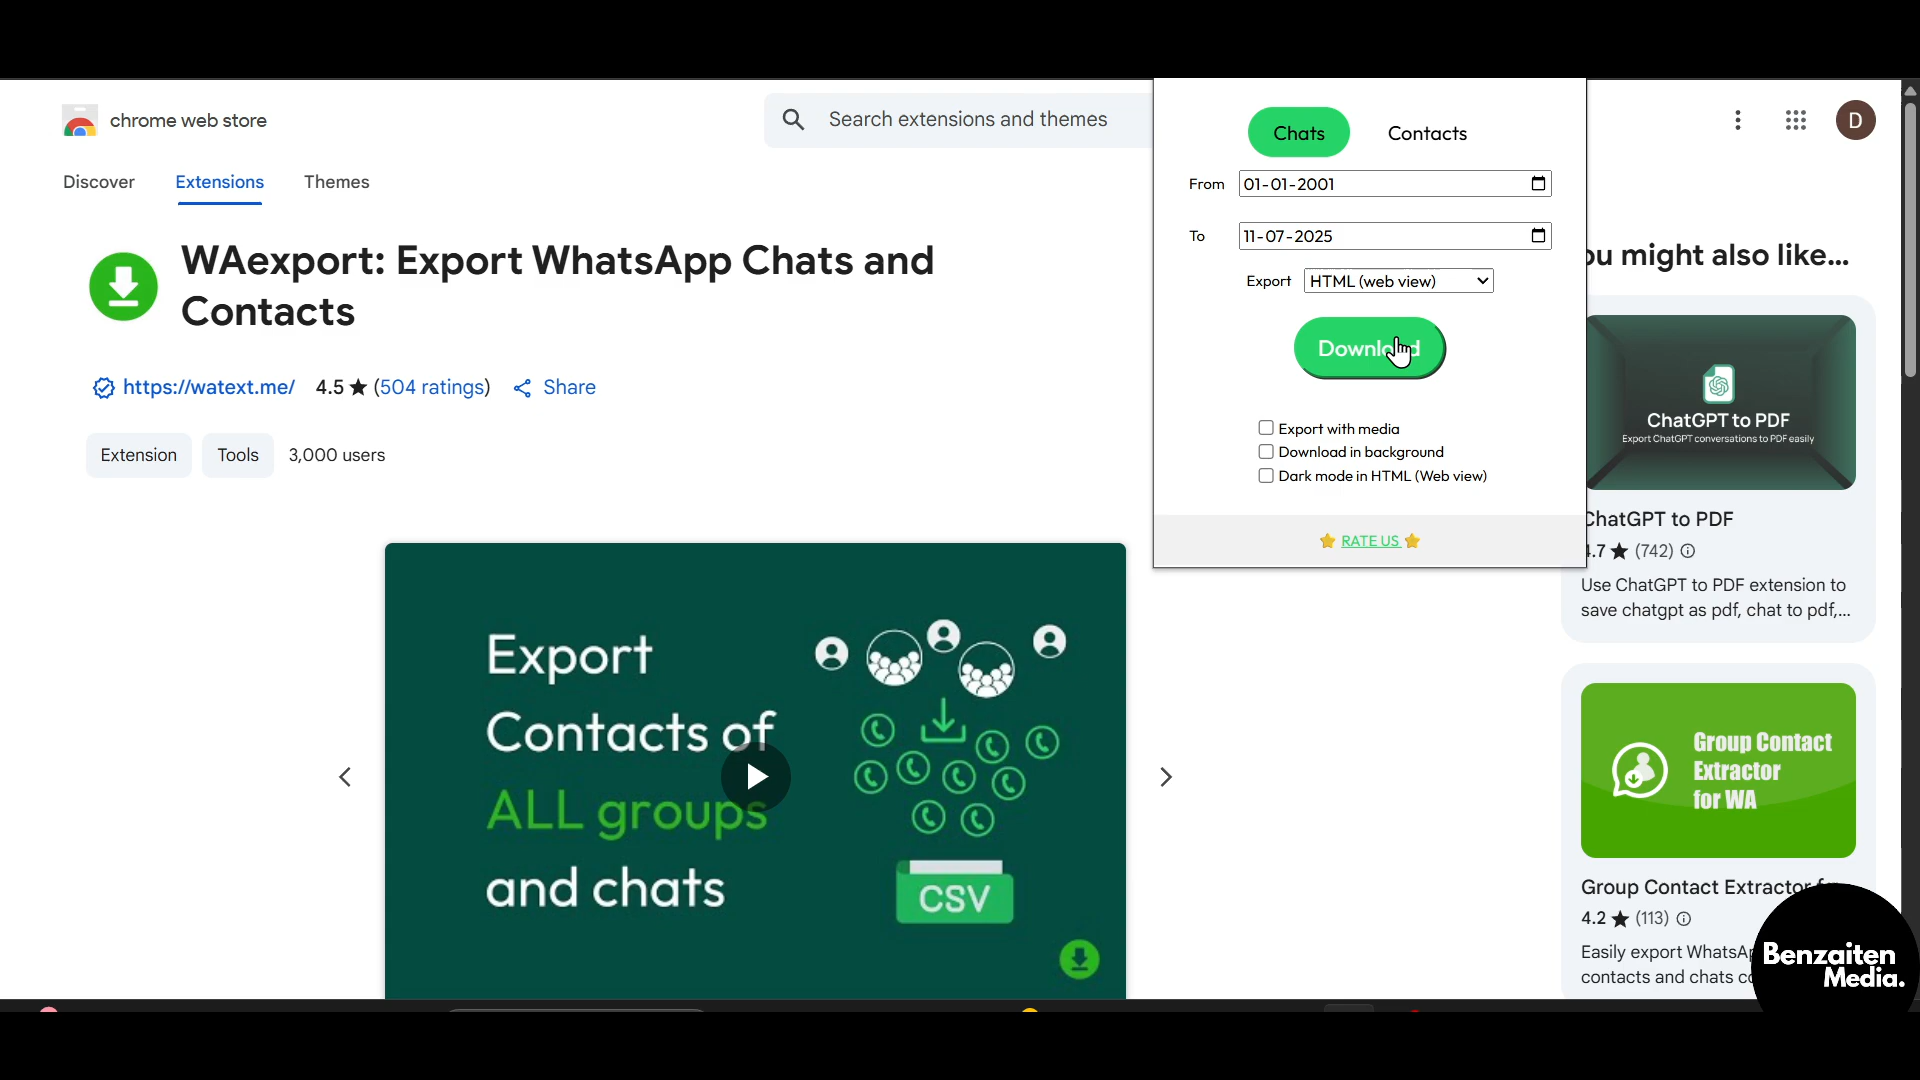 chrome web store
Search extensions and themes
D
Discover
Extensions
Themes
WAexport: Export WhatsApp Chats and
Contacts
https://watext.me/
4.5 ★ (504 ratings)
Share
Extension
Tools
3,000 users
Export
Contacts of
ALL groups
and chats
CSV
Chats
Contacts
From
01-01-2001
To
11-07-2025
Export
HTML (web view)
Download
Export with media
Download in background
Dark mode in HTML (Web view)
RATE US
might also like...
ChatGPT to PDF
Export ChatGPT conversations to PDF easily
ChatGPT to PDF
.7 ★ (742)
Use ChatGPT to PDF extension to
save chatgpt as pdf, chat to pdf,...
Group Contact
Extractor
for WA
Group Contact Extractor
4.2 ★ (113)
Easily export
contacts and chats
Benzaiten
Media.